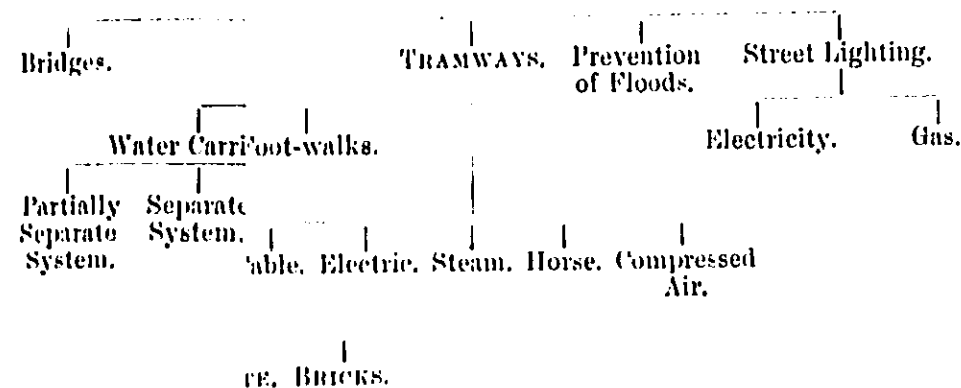 Bridges. TRAMWAYS. Prevention of Floods. Street Lighting.
Water Carri Foot-walks. Electricity. Gas.
Partially Separate System. Separate System.
able. Electric. Steam. Horse. Compressed Air.
TE. BRICKS.